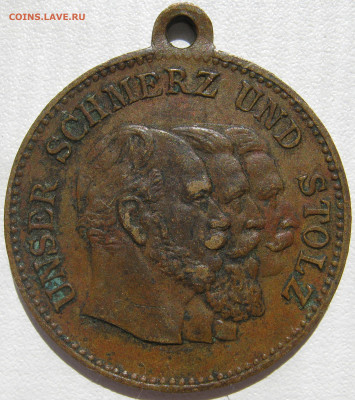 COINS.LAVE.RU
UNSER SCHMERZ UND STOLZ